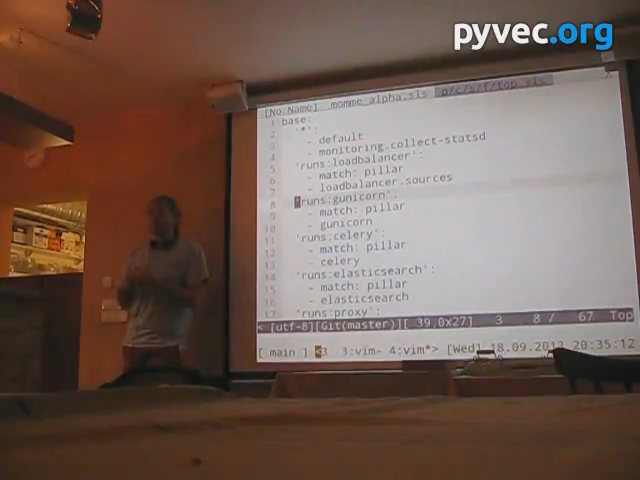 pyvec.org
[No Name] momme_alpha.sls p/c/s/f/top.sls
1 base:
2 '*':
3 - default
4 - monitoring.collect-statsd
5 'runs:loadbalancer':
6 - match: pillar
7 - loadbalancer.sources
8 'runs:gunicorn':
9 - match: pillar
10 - gunicorn
11 'runs:celery':
12 - match: pillar
13 - celery
14 'runs:elasticsearch':
15 - match: pillar
16 - elasticsearch
17 'runs:proxy':
< [utf-8][Git(master)][ 39,0x27] 3 8 / 67 Top
[ main ] <3 3:vim- 4:vim*> [Wed] 18.09.2013 20:35:12